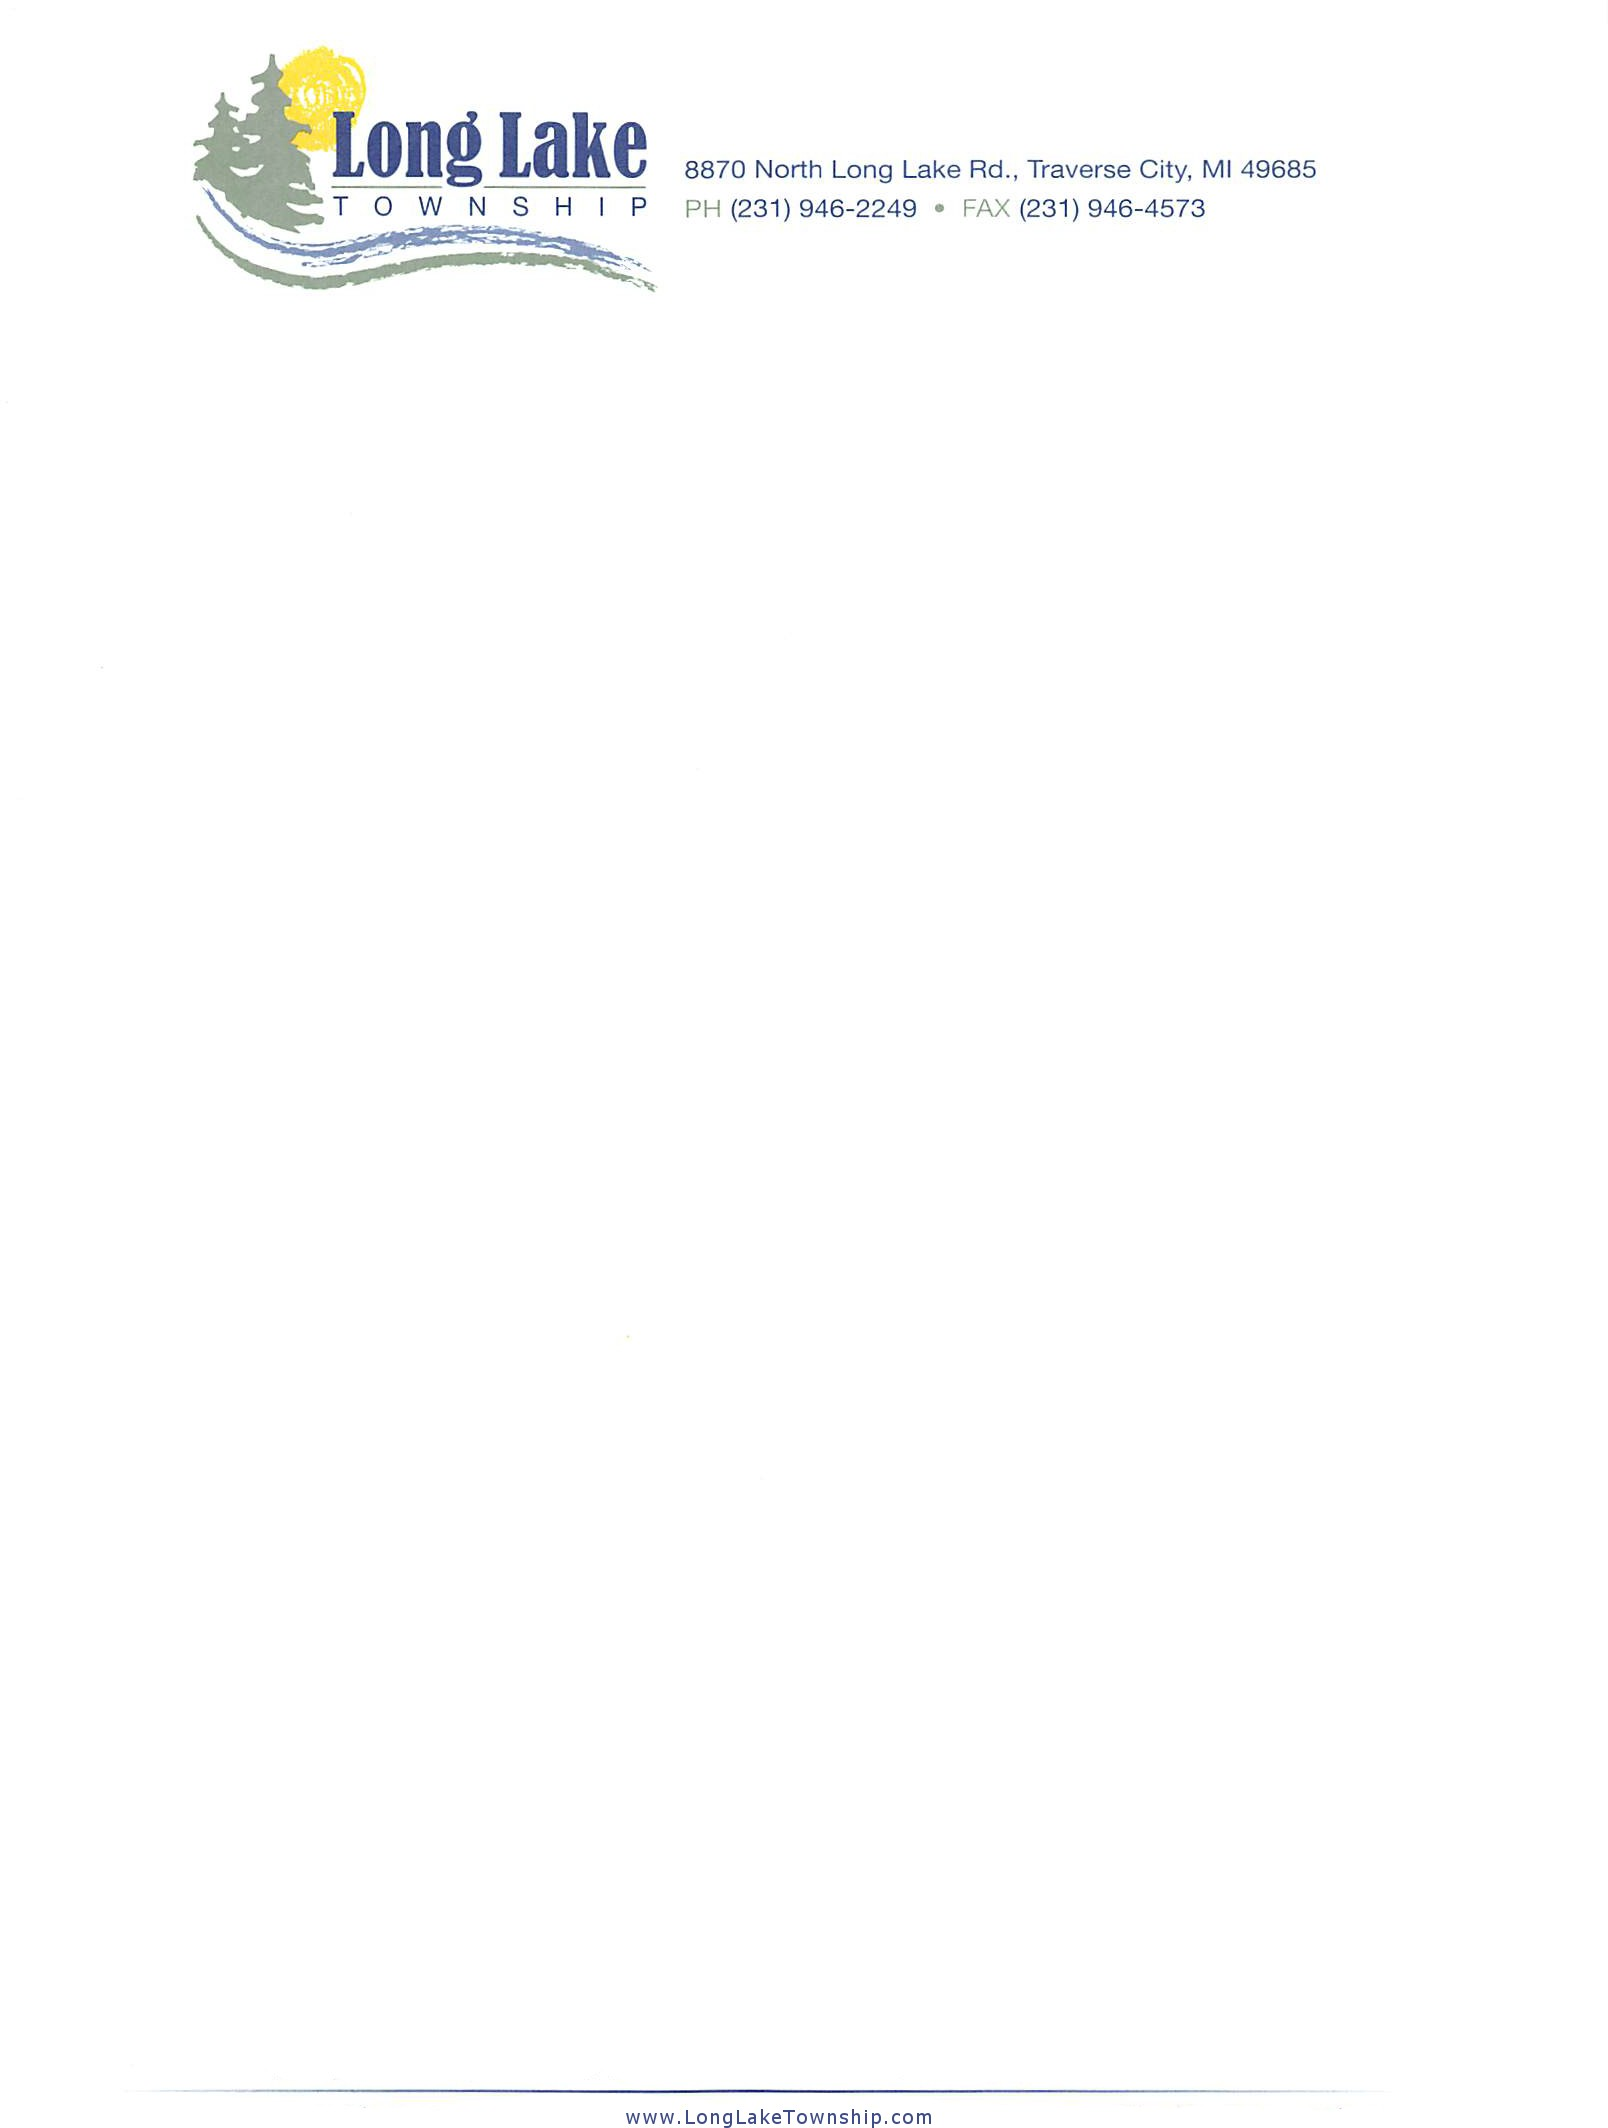 Long Lake
TOWNSHIP
8870 North Long Lake Rd., Traverse City, MI 49685
PH (231) 946-2249 • FAX (231) 946-4573
www.LongLakeTownship.com